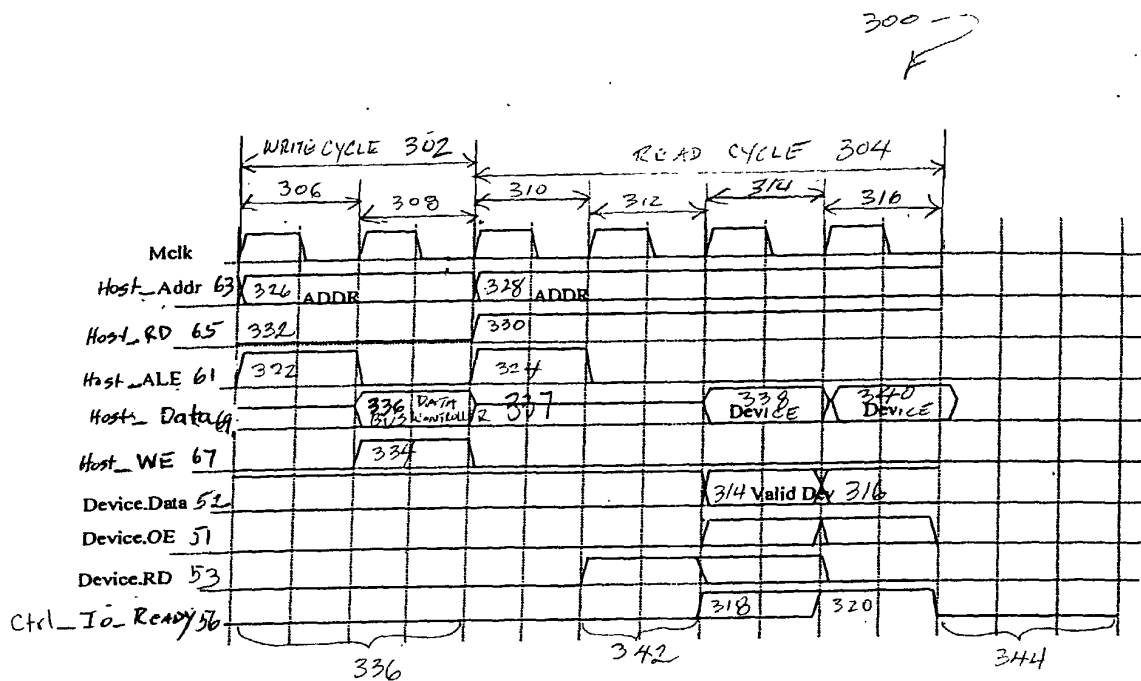 300
WRITE CYCLE 302
READ CYCLE 304
306
308
310
312
314
316
Mclk
Host_Addr 63
326 ADDR
328 ADDR
Host_RD 65
332
330
Host_ALE 61
322
324
Host_Data 69
336 DATA
CONTROLLR
337
338
Device
340
Device
Host_WE 67
334
Device.Data 52
314 Valid Dev 316
Device.OE 51
Device.RD 53
Ctrl_Io_Ready 56
318
320
336
342
344